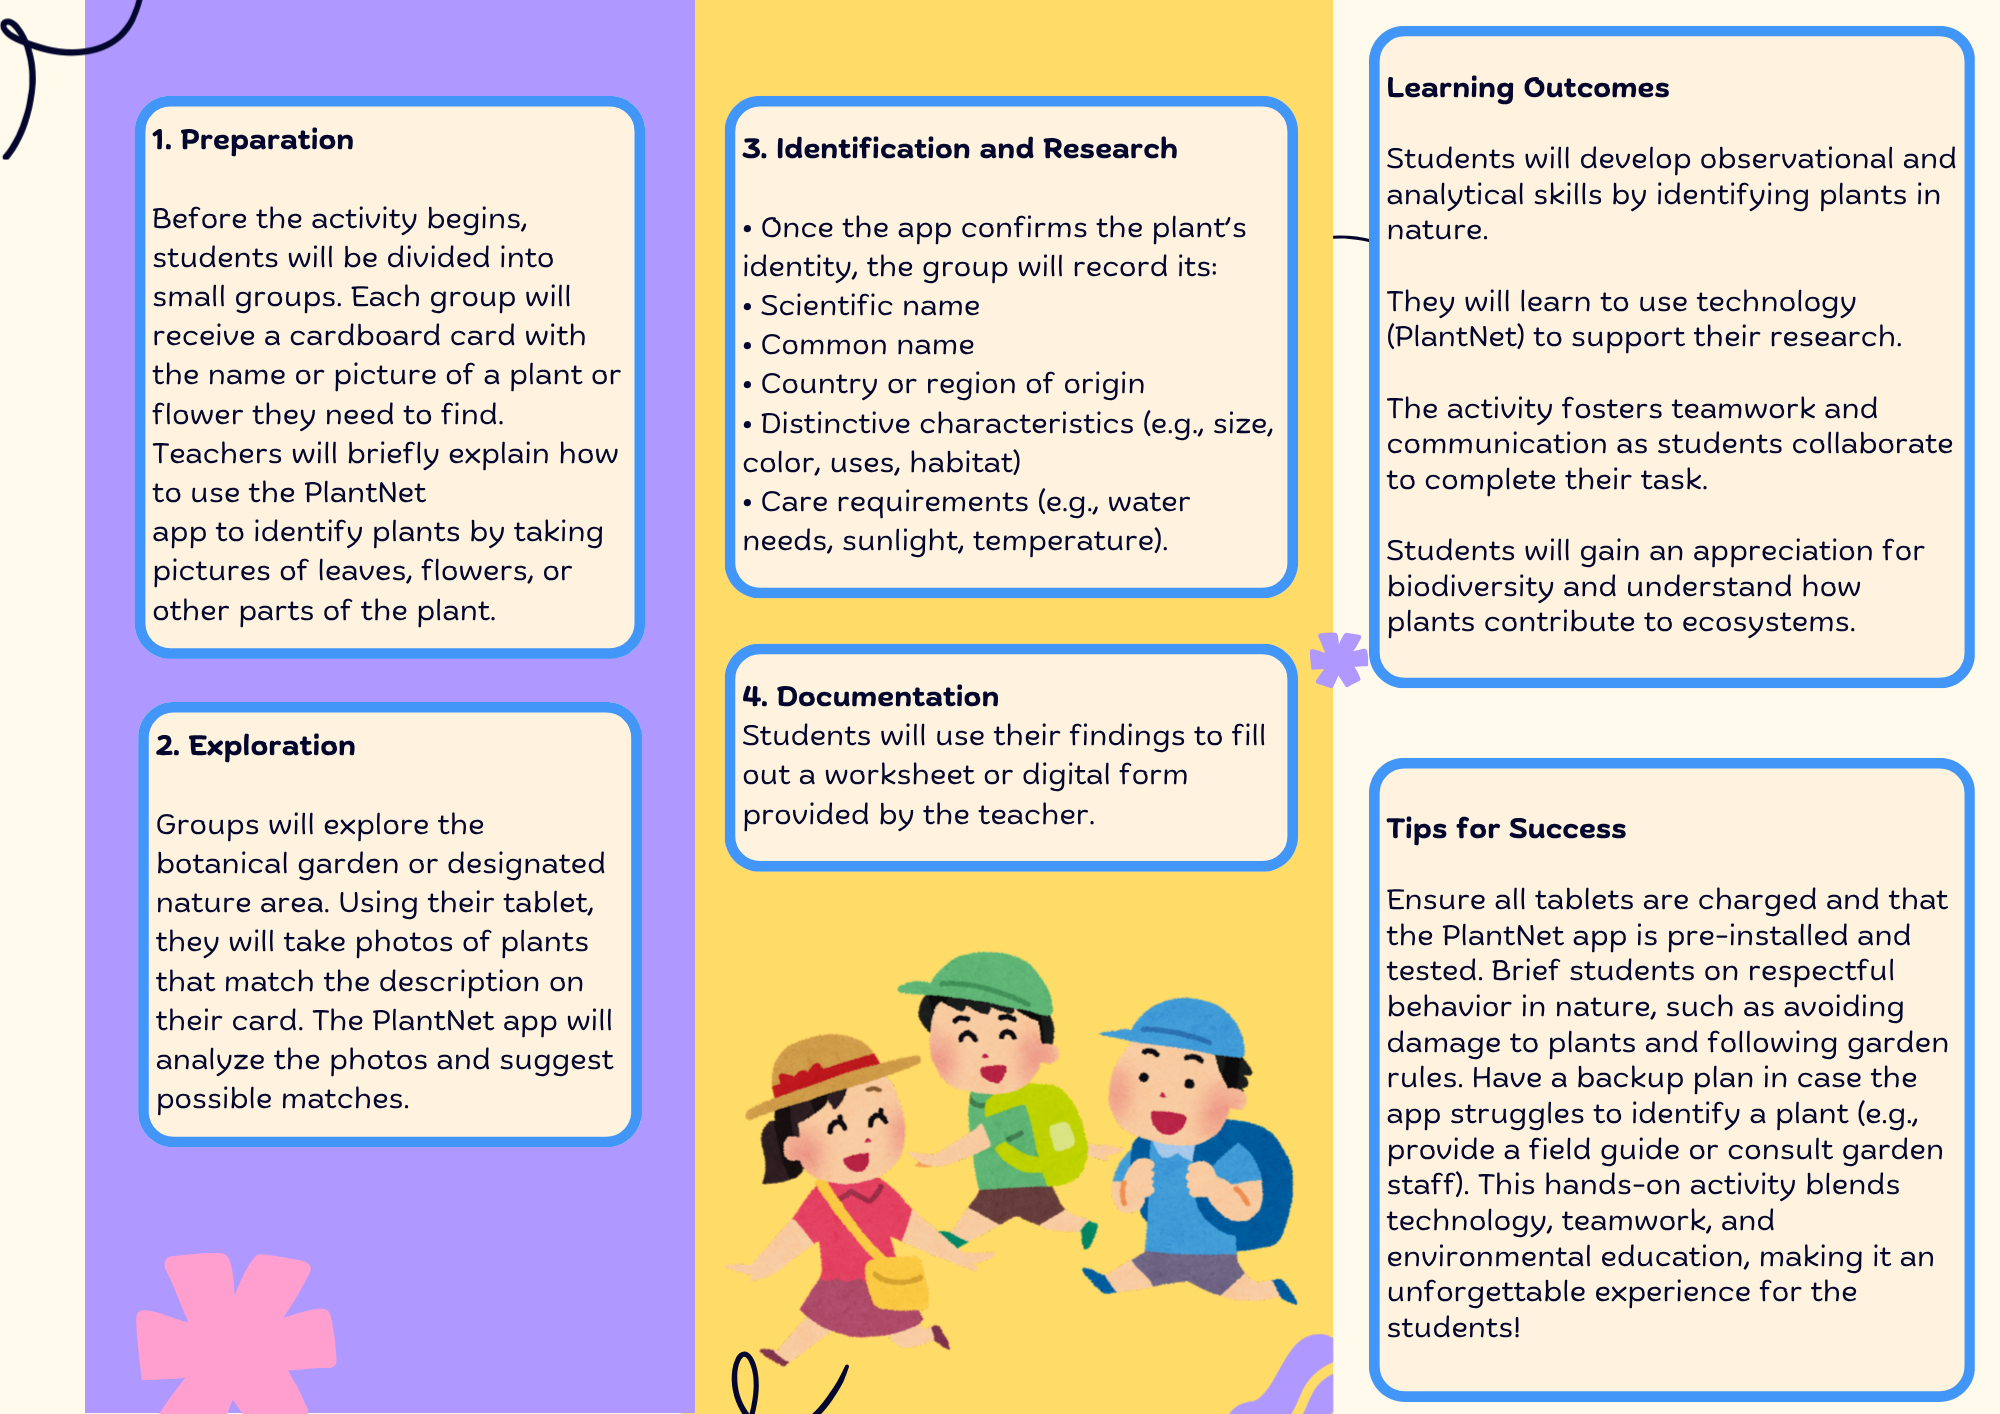 1. Preparation
Before the activity begins,
students will be divided into
small groups. Each group will
receive a cardboard card with
the name or picture of a plant or
flower they need to find.
Teachers will briefly explain how
to use the PlantNet
app to identify plants by taking
pictures of leaves, flowers, or
other parts of the plant.
2. Exploration
Groups will explore the
botanical garden or designated
nature area. Using their tablet,
they will take photos of plants
that match the description on
their card. The PlantNet app will
analyze the photos and suggest
possible matches.
3. Identification and Research
• Once the app confirms the plant's
identity, the group will record its:
• Scientific name
• Common name
• Country or region of origin
• Distinctive characteristics (e.g., size,
color, uses, habitat)
• Care requirements (e.g., water
needs, sunlight, temperature).
4. Documentation
Students will use their findings to fill
out a worksheet or digital form
provided by the teacher.
Learning Outcomes
Students will develop observational and
analytical skills by identifying plants in
nature.
They will learn to use technology
(PlantNet) to support their research.
The activity fosters teamwork and
communication as students collaborate
to complete their task.
Students will gain an appreciation for
biodiversity and understand how
plants contribute to ecosystems.
Tips for Success
Ensure all tablets are charged and that
the PlantNet app is pre-installed and
tested. Brief students on respectful
behavior in nature, such as avoiding
damage to plants and following garden
rules. Have a backup plan in case the
app struggles to identify a plant (e.g.,
provide a field guide or consult garden
staff). This hands-on activity blends
technology, teamwork, and
environmental education, making it an
unforgettable experience for the
students!